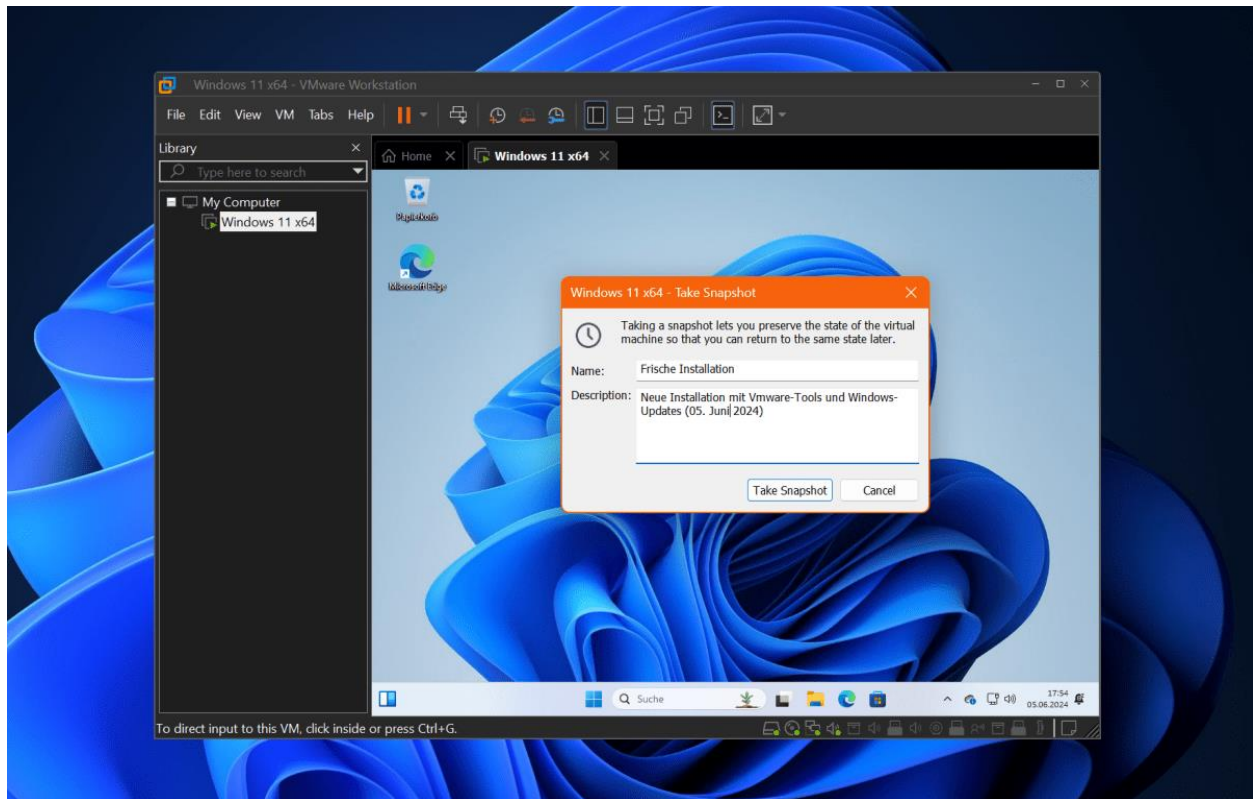 Windows 11 x64 - VMware Workstation
File Edit View VM Tabs Help
Library
Type here to search
My Computer
Windows 11 x64
Home
Windows 11 x64
Papierkorb
Microsoft Edge
Windows 11 x64 - Take Snapshot
Taking a snapshot lets you preserve the state of the virtual
machine so that you can return to the same state later.
Name: Frische Installation
Description: Neue Installation mit Vmware-Tools und Windows-
Updates (05. Juni 2024)
Take Snapshot Cancel
Suche
17:54
05.06.2024
To direct input to this VM, click inside or press Ctrl+G.